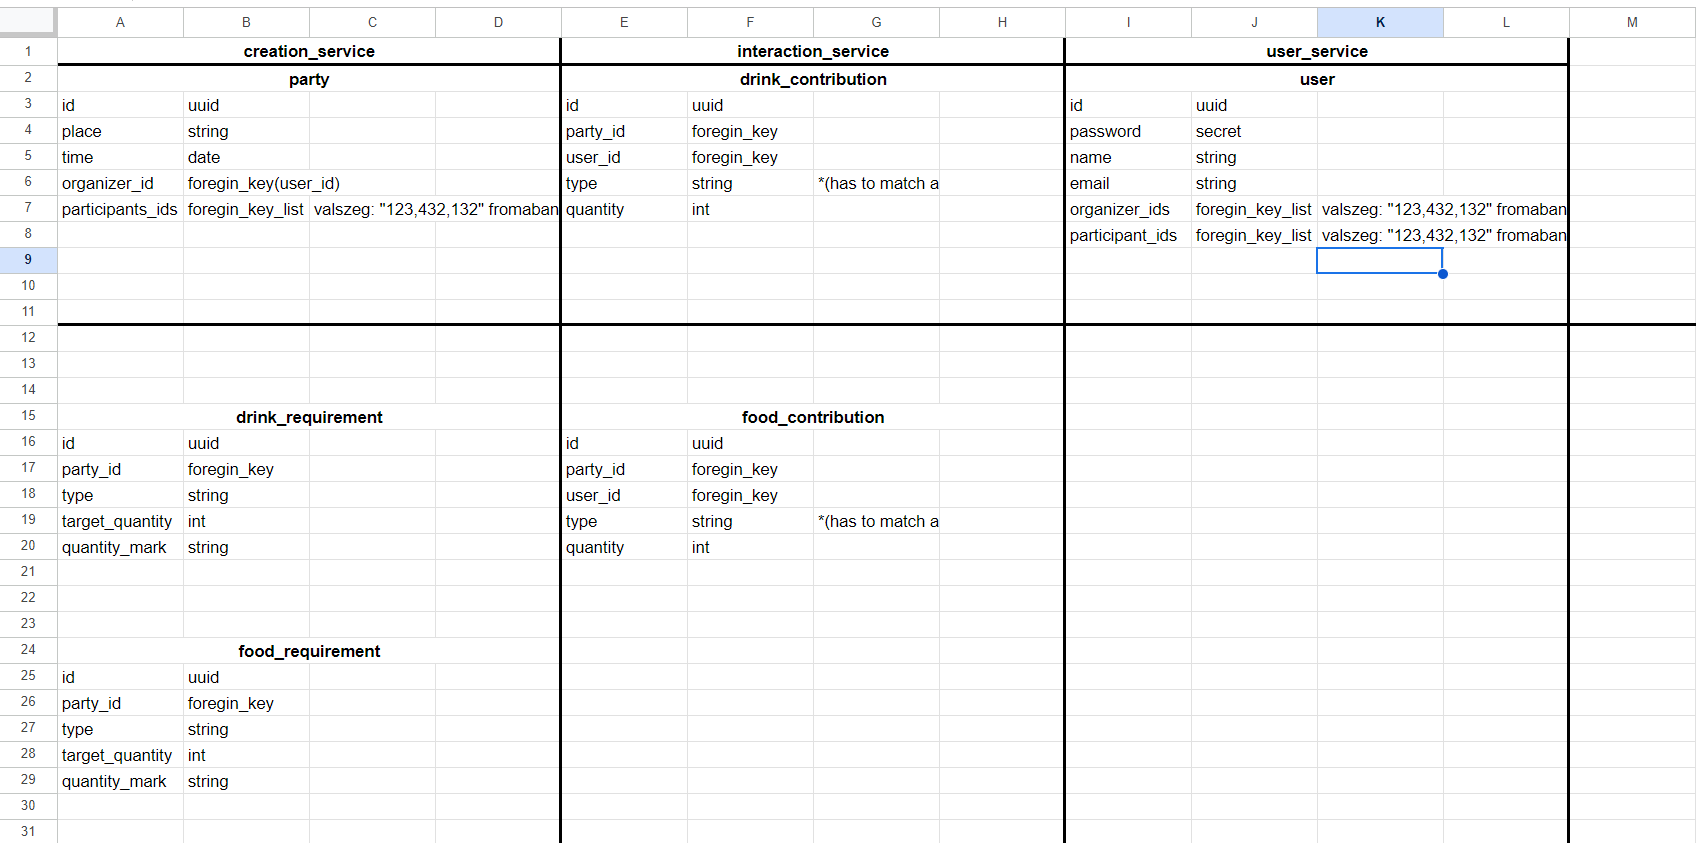 A B C D E F G H I J K L M
1 creation_service interaction_service user_service
2 party drink_contribution user
3 id uuid id uuid id uuid
4 place string party_id foregin_key password secret
5 time date user_id foregin_key name string
6 organizer_id foregin_key(user_id) type string *(has to match a email string
7 participants_ids foregin_key_list valszeg: "123,432,132" fromaban quantity int organizer_ids foregin_key_list valszeg: "123,432,132" fromaban
8 participant_ids foregin_key_list valszeg: "123,432,132" fromaban
9
10
11
12
13
14
15 drink_requirement food_contribution
16 id uuid id uuid
17 party_id foregin_key party_id foregin_key
18 type string user_id foregin_key
19 target_quantity int type string *(has to match a
20 quantity_mark string quantity int
21
22
23
24 food_requirement
25 id uuid
26 party_id foregin_key
27 type string
28 target_quantity int
29 quantity_mark string
30
31